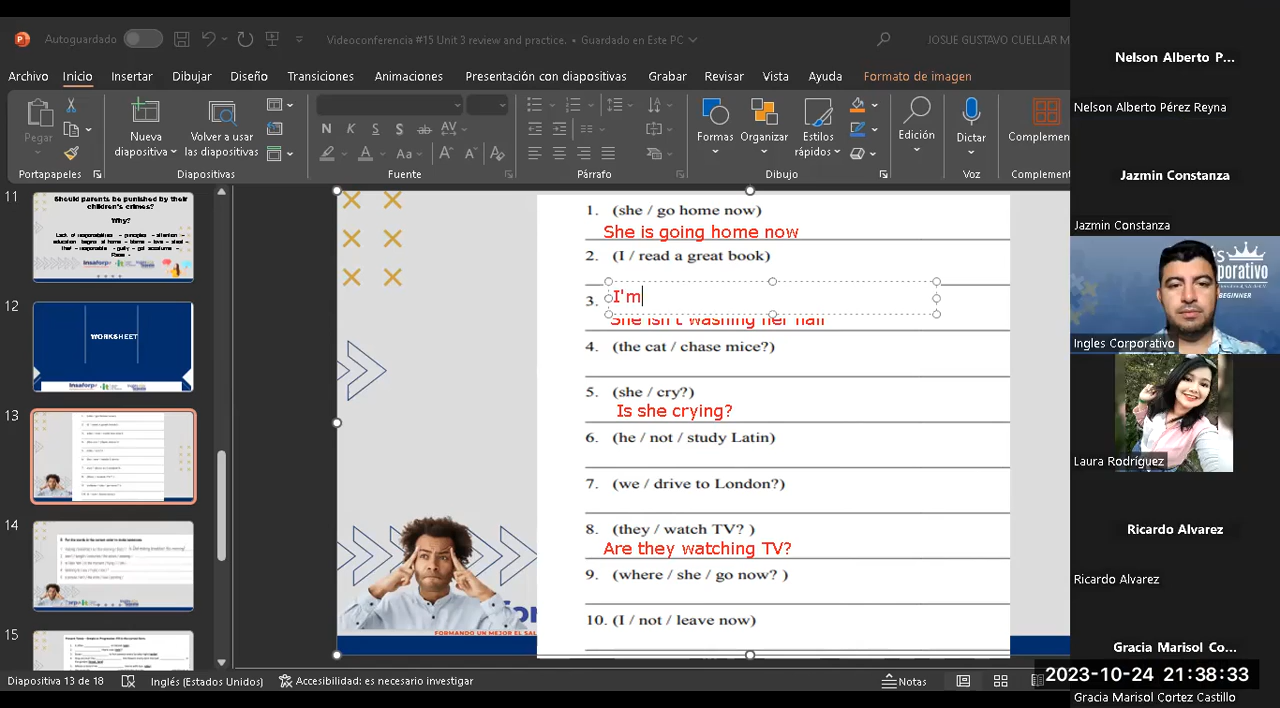 Autoguardado
Videoconferencia #15 Unit 3 review and practice. • Guardado en Este PC
JOSUE GUSTAVO CUELLAR M
Archivo Inicio Insertar Dibujar Diseño Transiciones Animaciones Presentación con diapositivas Grabar Revisar Vista Ayuda Formato de imagen
Pegar
Nueva diapositiva
Volver a usar las diapositivas
N K S S ab AV
Aa A A
Formas Organizar Estilos rápidos
Edición Dictar Complemen
Portapapeles Diapositivas Fuente Párrafo Dibujo Voz Complement
11
Should parents be punished by their
children's crimes?
Why?
12
WORKSHEET
13
14
15
1. (she / go home now)
She is going home now
2. (I / read a great book)
I'm
3.
She isn't washing her hair
4. (the cat / chase mice?)
5. (she / cry?)
Is she crying?
6. (he / not / study Latin)
7. (we / drive to London?)
8. (they / watch TV? )
Are they watching TV?
9. (where / she / go now? )
10. (I / not / leave now)
FORMANDO UN MEJOR EL SAL
Diapositiva 13 de 18
Inglés (Estados Unidos)
Accesibilidad: es necesario investigar
Notas
Nelson Alberto P...
Nelson Alberto Pérez Reyna
Jazmin Constanza
Jazmin Constanza
orporativo
BEGINNER
Ingles Corporativo
Laura Rodríguez
Ricardo Alvarez
Ricardo Alvarez
Gracia Marisol Co...
2023-10-24 21:38:33
Gracia Marisol Cortez Castillo